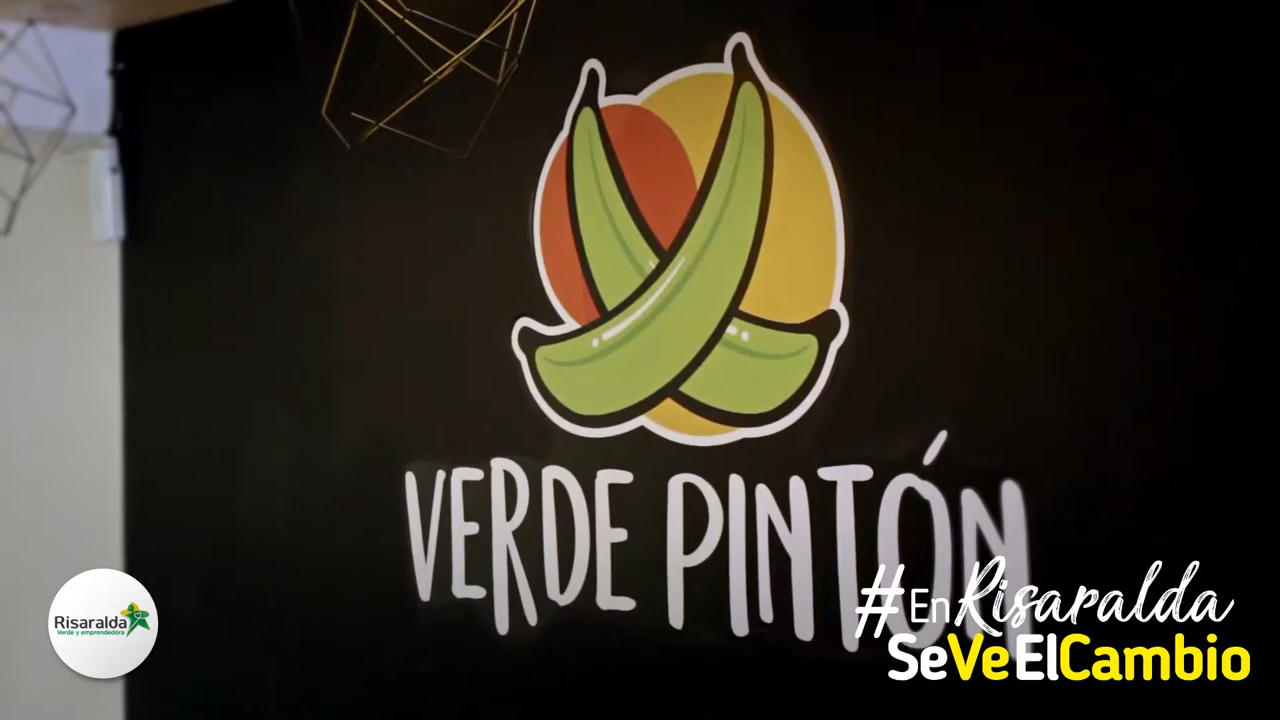 VERDE PINTÓN
Risaralda
Verde y emprendedora
#EnRisaralda
SeVeElCambio